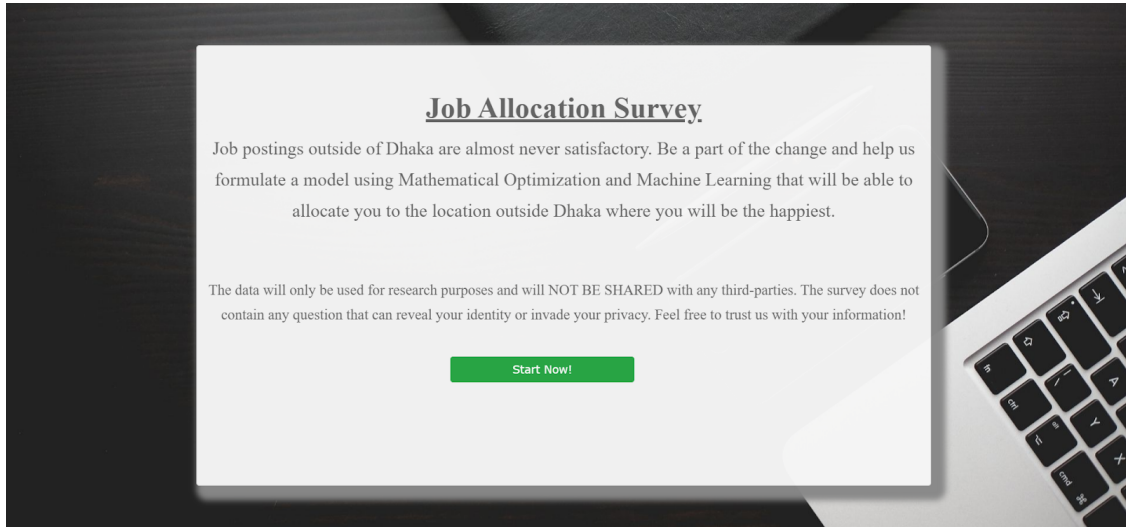 Job Allocation Survey
Job postings outside of Dhaka are almost never satisfactory. Be a part of the change and help us
formulate a model using Mathematical Optimization and Machine Learning that will be able to
allocate you to the location outside Dhaka where you will be the happiest.
The data will only be used for research purposes and will NOT BE SHARED with any third-parties. The survey does not
contain any question that can reveal your identity or invade your privacy. Feel free to trust us with your information!
Start Now!
fn
ctrl
alt
cmd
A
Y
X